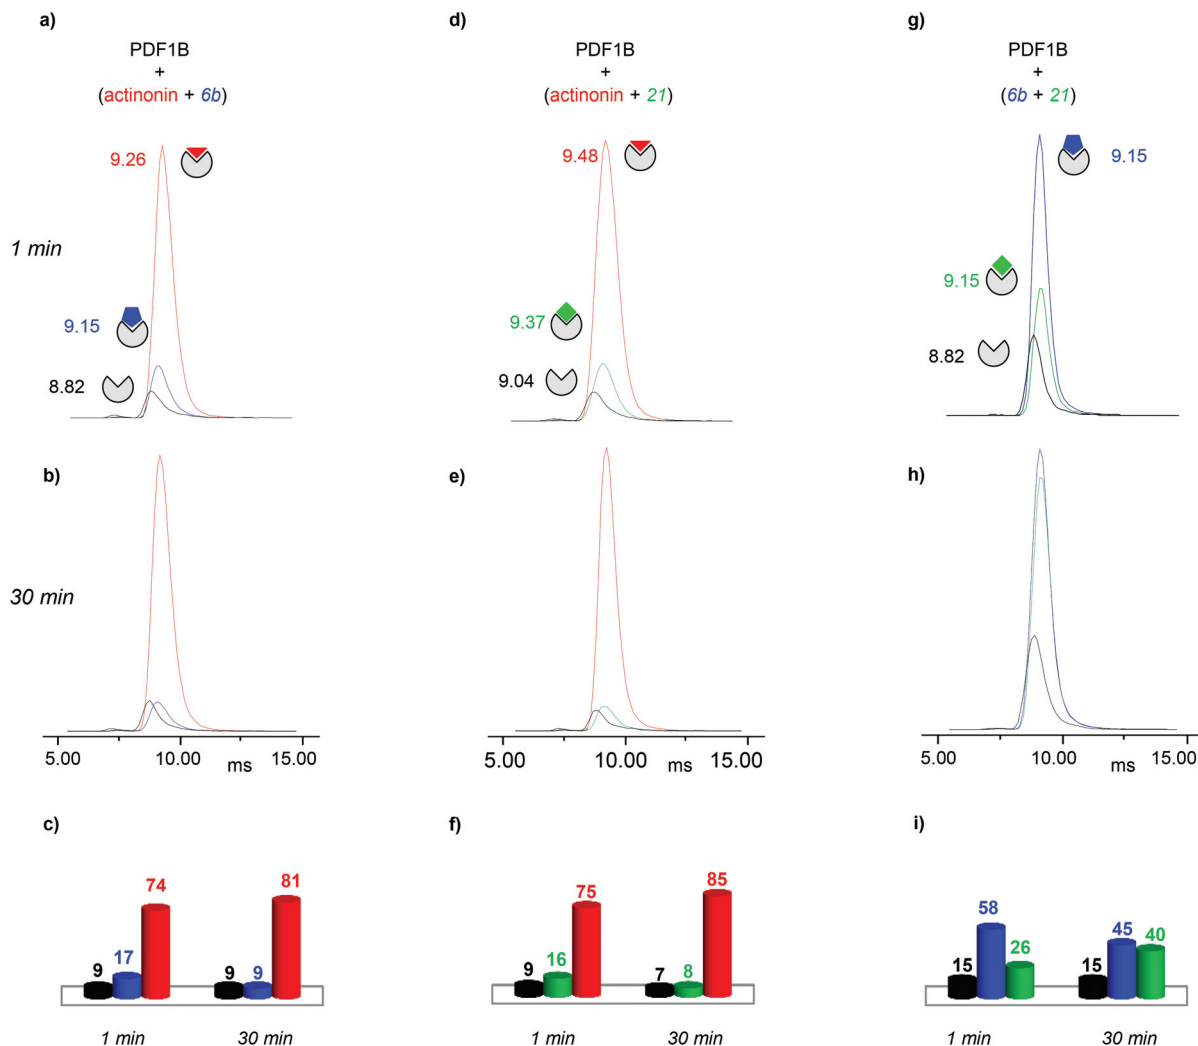 a)
PDF1B
+
(actinonin + 6b)
d)
PDF1B
+
(actinonin + 21)
g)
PDF1B
+
(6b + 21)
1 min
9.26
9.15
8.82
9.48
9.37
9.04
9.15
9.15
8.82
b)
e)
h)
30 min
5.00 10.00 ms 15.00
5.00 10.00 ms 15.00
5.00 10.00 ms 15.00
c)
9 17 74
9 9 81
1 min 30 min
f)
9 16 75
7 8 85
1 min 30 min
i)
15 58 26
15 45 40
1 min 30 min